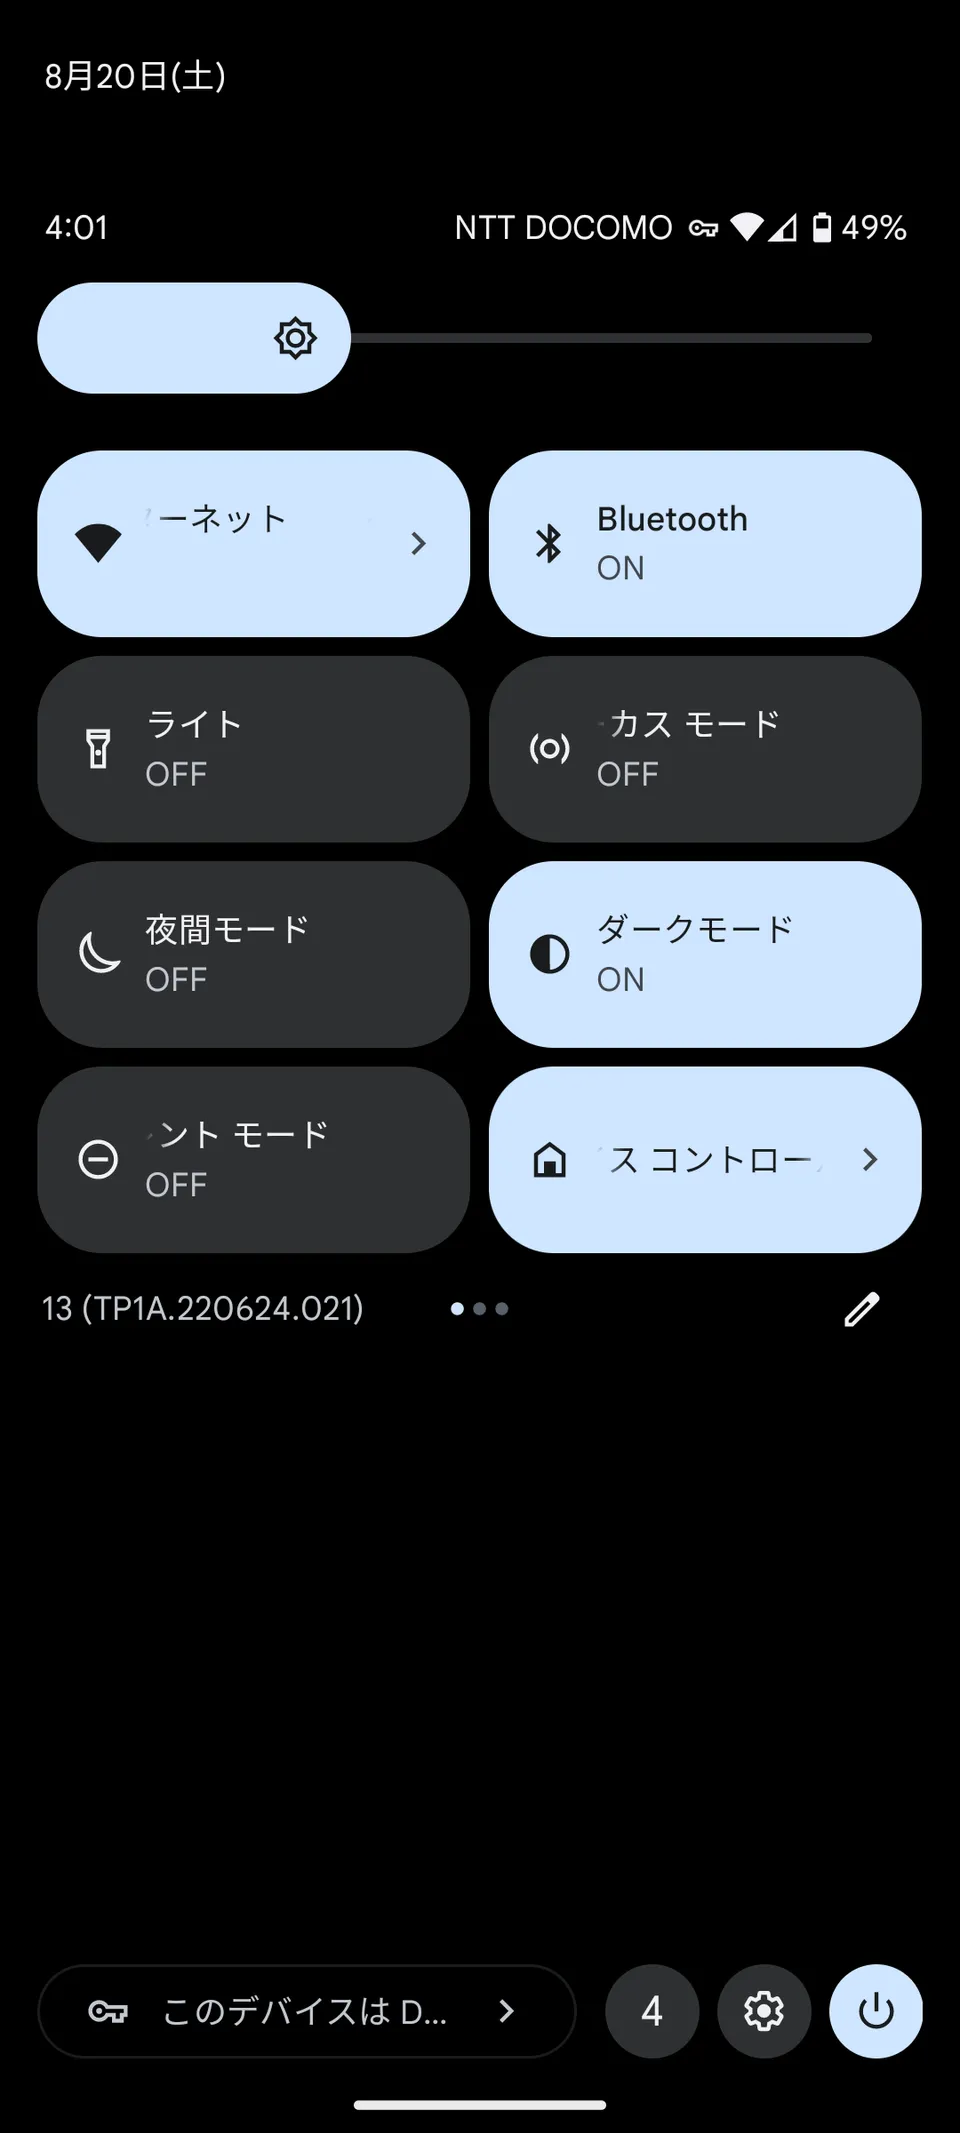 8月20日(土)
4:01
NTT DOCOMO
49%
ーネット
Bluetooth
ON
ライト
OFF
カス モード
OFF
夜間モード
OFF
ダークモード
ON
ント モード
OFF
ス コントロー
13 (TP1A.220624.021)
このデバイスは D...
4